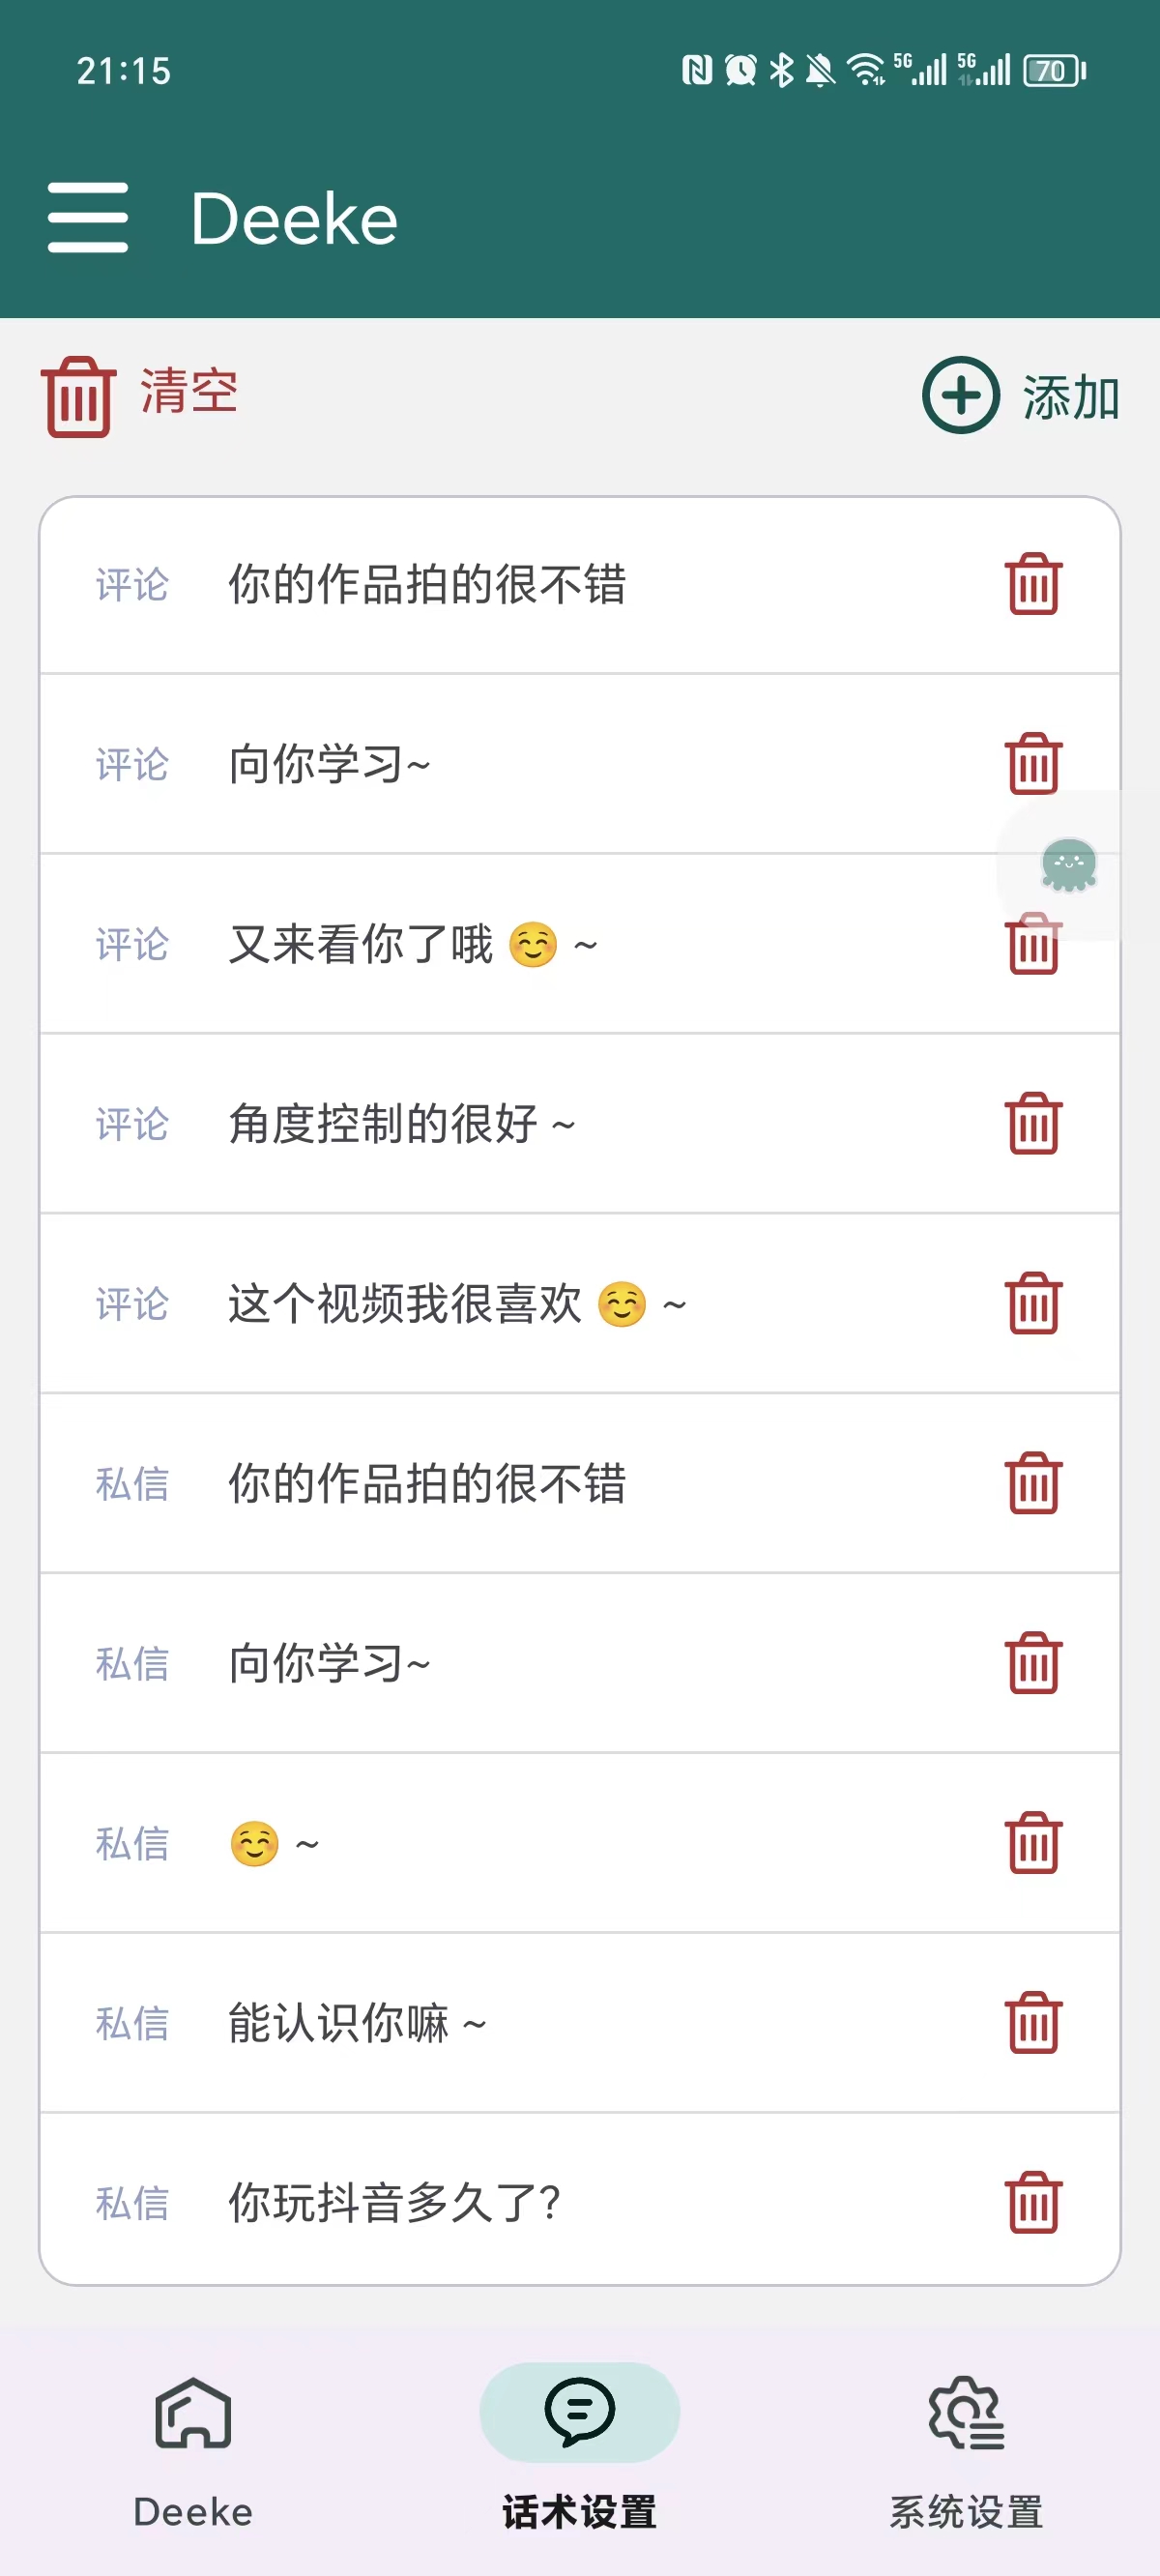 21:15
5G 5G 70
Deeke
清空 添加
评论 你的作品拍的很不错
评论 向你学习~
评论 又来看你了哦 ☺️ ~
评论 角度控制的很好 ~
评论 这个视频我很喜欢 ☺️ ~
私信 你的作品拍的很不错
私信 向你学习~
私信 ☺️ ~
私信 能认识你嘛 ~
私信 你玩抖音多久了?
Deeke 话术设置 系统设置